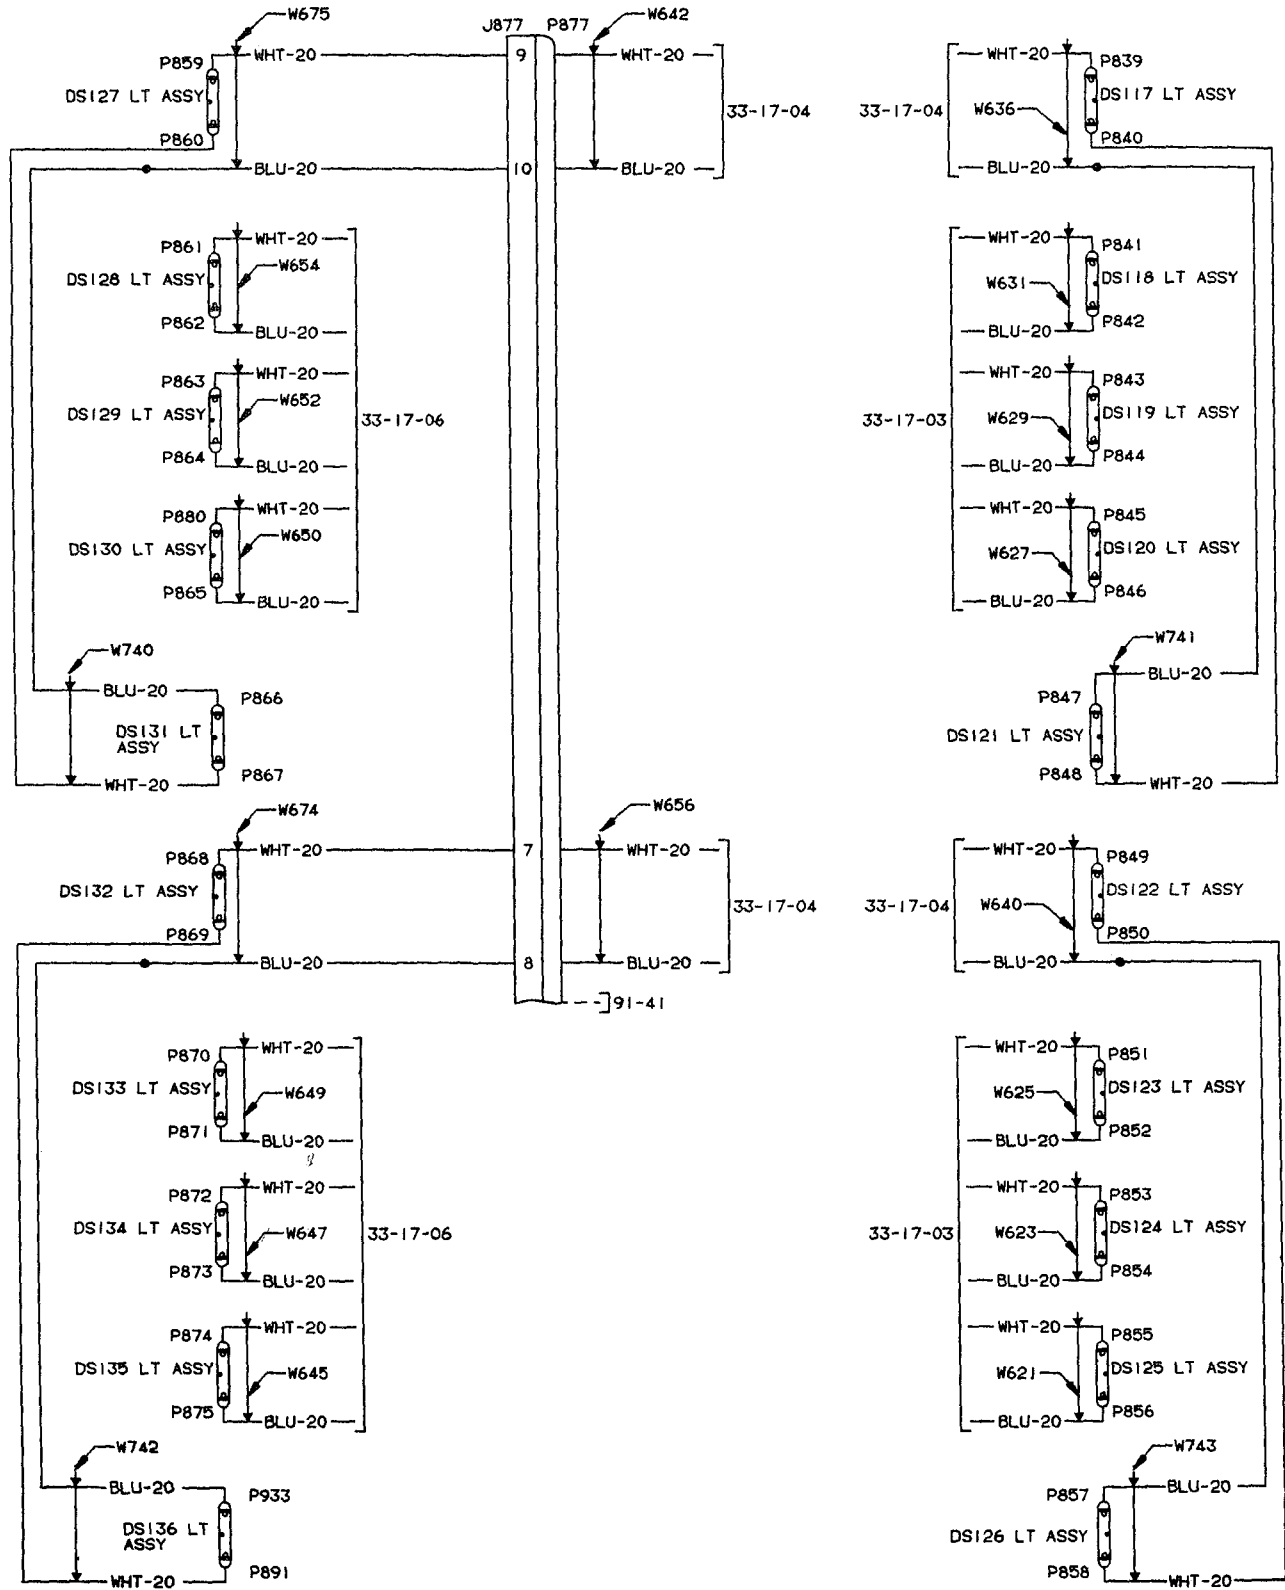 W675
J877 P877
W642
P859
WHT-20
9
WHT-20
WHT-20
P839
DS127 LT ASSY
33-17-04
33-17-04
W636
DS117 LT ASSY
P860
P840
BLU-20
10
BLU-20
BLU-20
P861
WHT-20
WHT-20
P841
DS128 LT ASSY
W654
W631
DS118 LT ASSY
P862
BLU-20
BLU-20
P842
P863
WHT-20
WHT-20
P843
DS129 LT ASSY
W652
33-17-06
33-17-03
W629
DS119 LT ASSY
P864
BLU-20
BLU-20
P844
P880
WHT-20
WHT-20
P845
DS130 LT ASSY
W650
W627
DS120 LT ASSY
P865
BLU-20
BLU-20
P846
W740
W741
BLU-20
P866
P847
BLU-20
DS131 LT
ASSY
DS121 LT ASSY
WHT-20
P867
P848
WHT-20
W674
W656
P868
WHT-20
7
WHT-20
WHT-20
P849
DS132 LT ASSY
33-17-04
33-17-04
W640
DS122 LT ASSY
P869
P850
BLU-20
8
BLU-20
BLU-20
91-41
P870
WHT-20
WHT-20
P851
DS133 LT ASSY
W649
W625
DS123 LT ASSY
P871
BLU-20
BLU-20
P852
P872
WHT-20
WHT-20
P853
DS134 LT ASSY
W647
33-17-06
33-17-03
W623
DS124 LT ASSY
P873
BLU-20
BLU-20
P854
P874
WHT-20
WHT-20
P855
DS135 LT ASSY
W645
W621
DS125 LT ASSY
P875
BLU-20
BLU-20
P856
W742
W743
BLU-20
P933
P857
BLU-20
DS136 LT
ASSY
DS126 LT ASSY
WHT-20
P891
P858
WHT-20